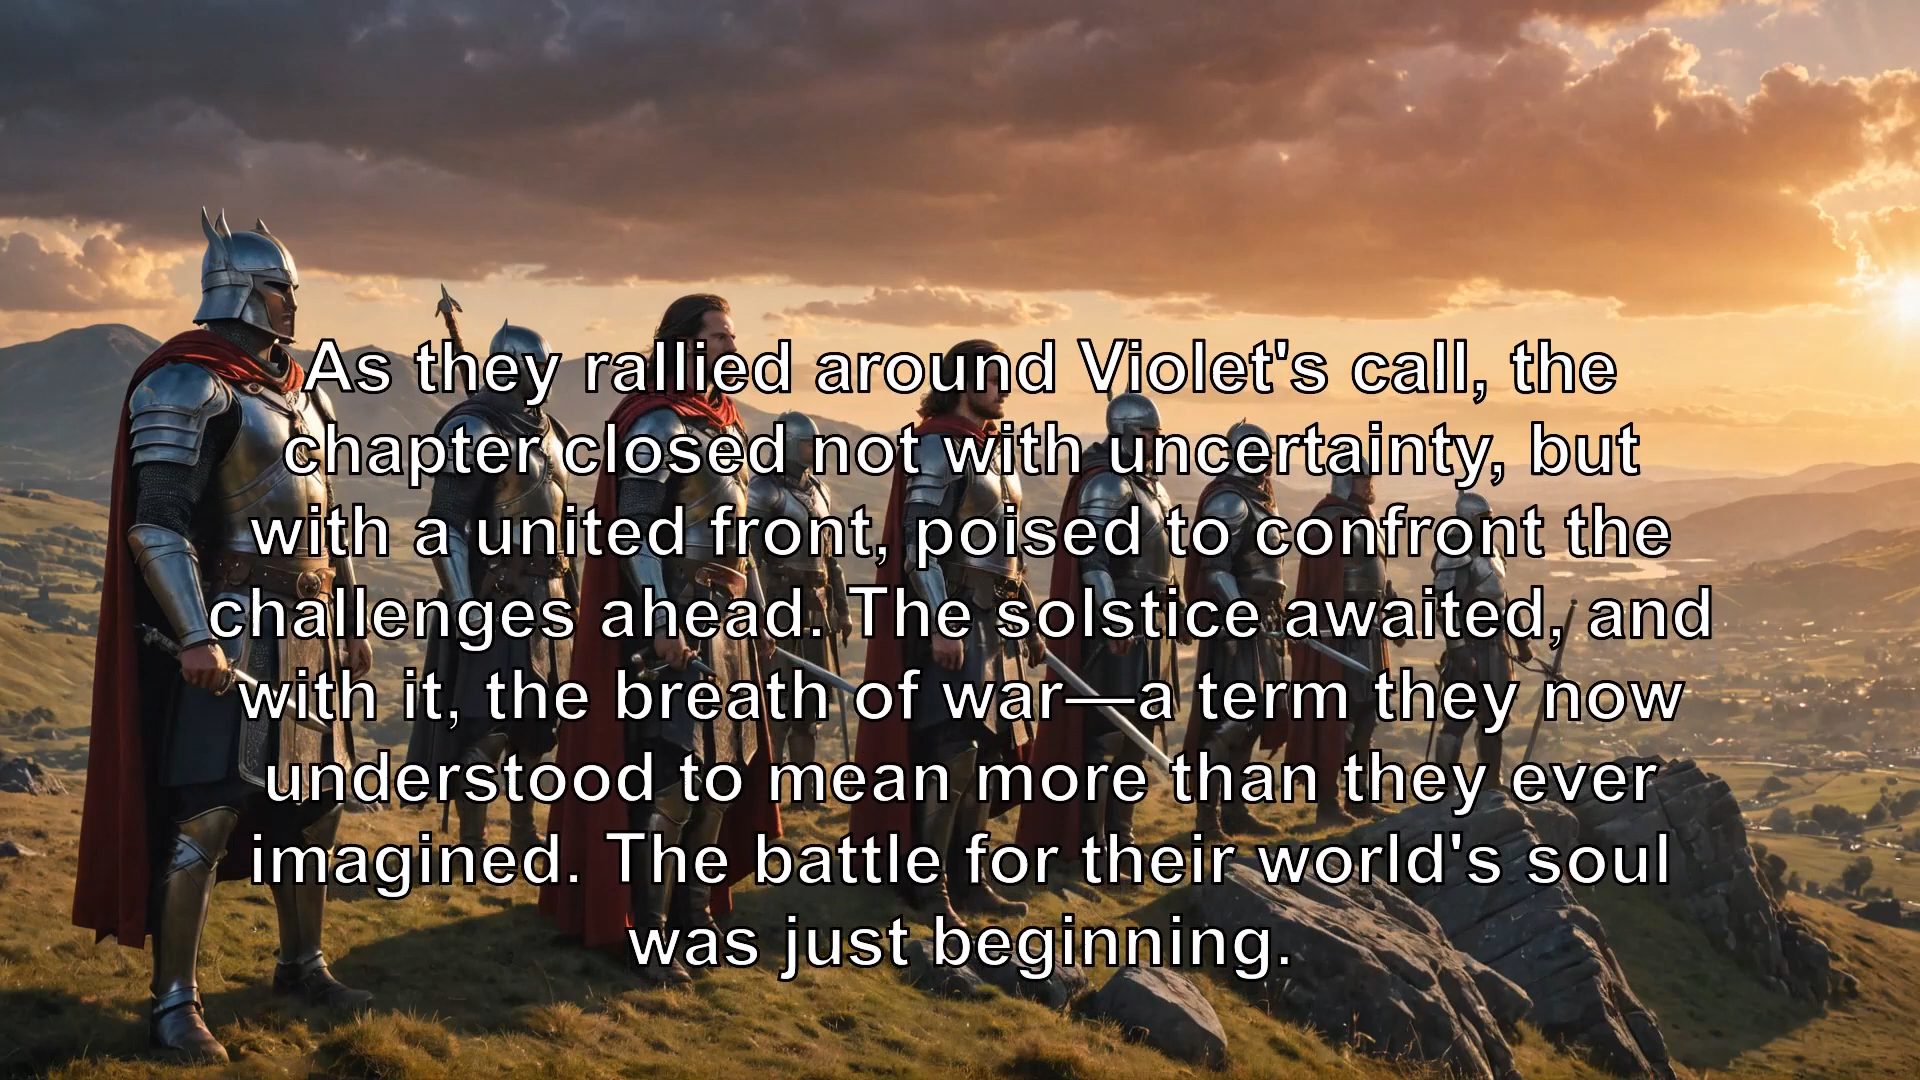 As they rallied around Violet's call, the
chapter closed not with uncertainty, but
with a united front, poised to confront the
challenges ahead. The solstice awaited, and
with it, the breath of war—a term they now
understood to mean more than they ever
imagined. The battle for their world's soul
was just beginning.